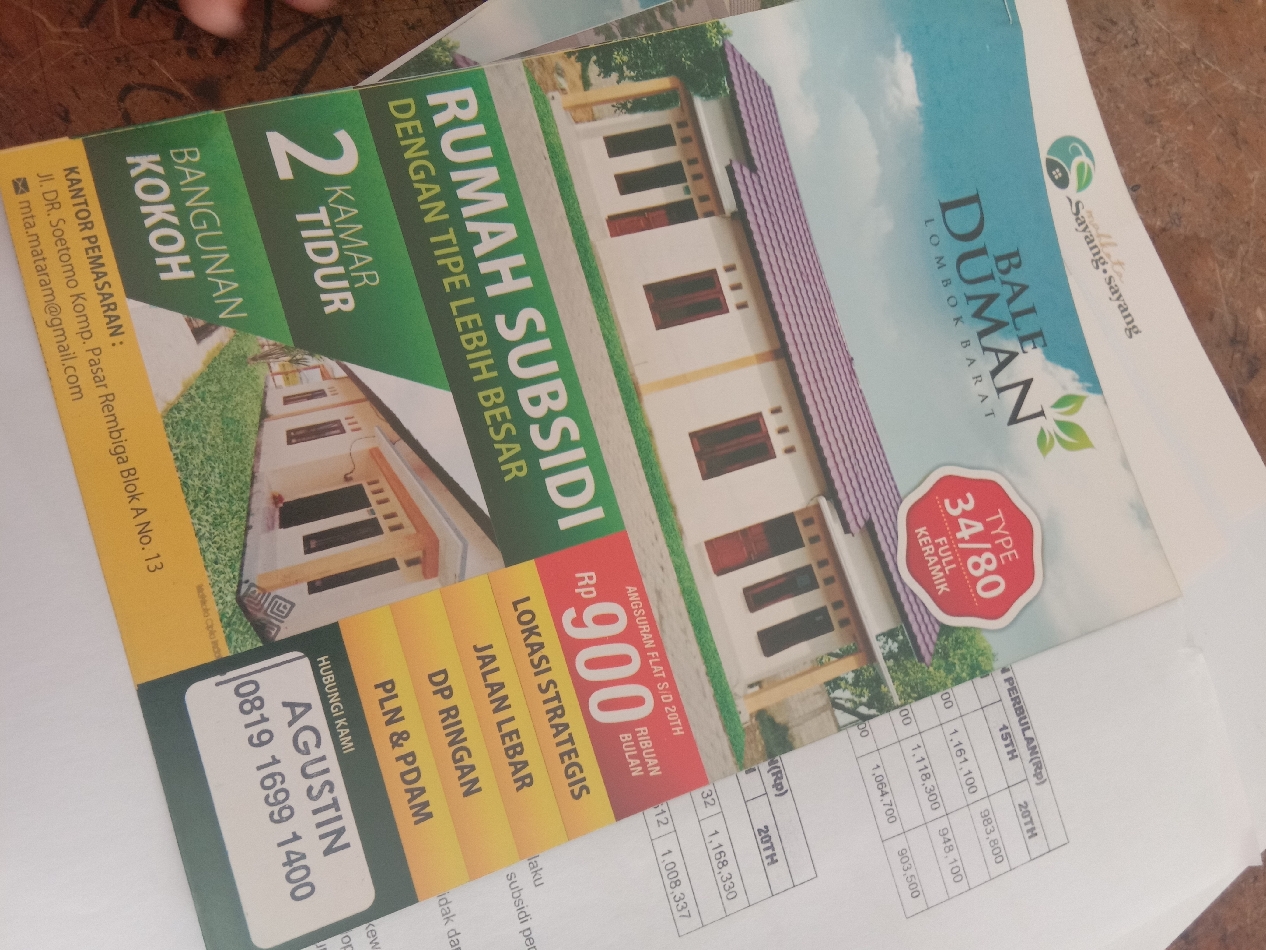 Sayang•sayang
BALE
DUMAN
LOMBOK BARAT
TYPE
34/80
FULL
KERAMIK
RUMAH SUBSIDI
DENGAN TIPE LEBIH BESAR
2 KAMAR
TIDUR
BANGUNAN
KOKOH
ANGSURAN FLAT S/D 20TH
Rp 900 RIBUAN
BULAN
LOKASI STRATEGIS
JALAN LEBAR
DP RINGAN
PLN & PDAM
KANTOR PEMASARAN :
Jl. DR. Soetomo Komp. Pasar Rembiga Blok A No. 13
mta.mataram@gmail.com
HUBUNGI KAMI
AGUSTIN
0819 1699 1400
PERBULAN(Rp)
15TH 20TH
00 1,161,100 983,800
00 1,118,300 948,100
00 1,064,700 903,500
(Rp)
20TH
32 1,168,330
512 1,008,337
laku
subsidi per
idak da